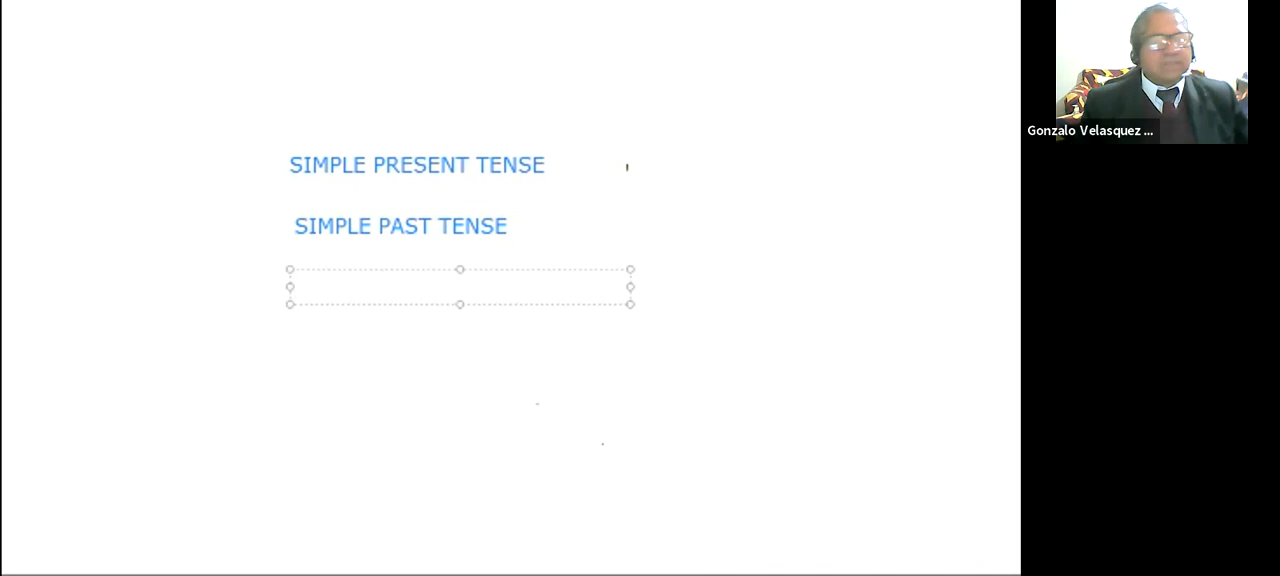 SIMPLE PRESENT TENSE
SIMPLE PAST TENSE
Gonzalo Velasquez ...